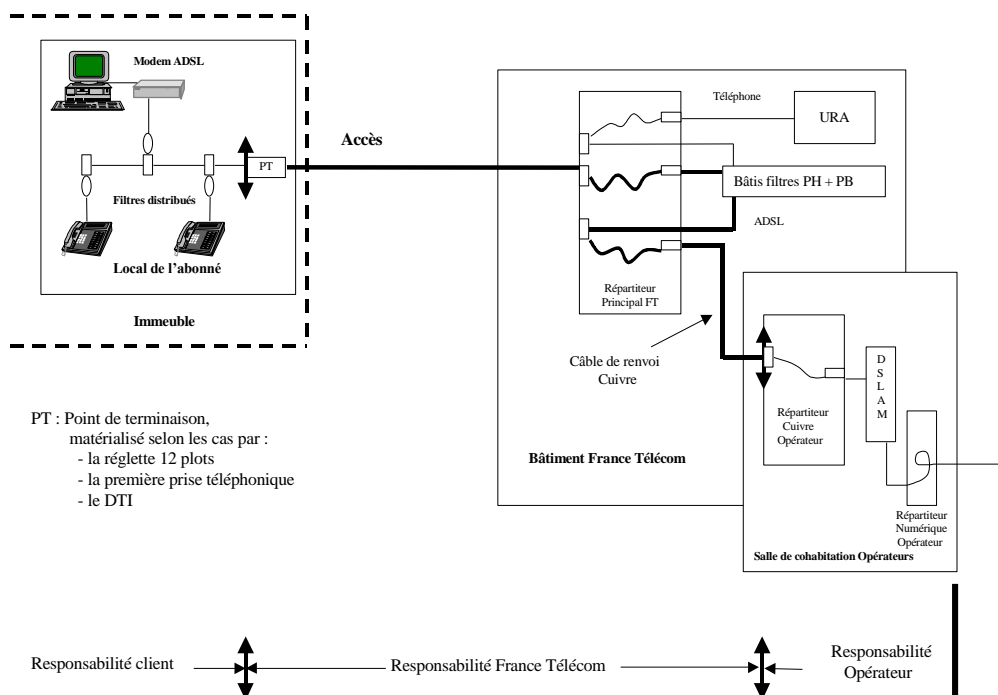 Modem ADSL
PT
Filtres distribués
Local de l'abonné
Immeuble
Accès
Téléphone
URA
Bâtis filtres PH + PB
ADSL
Répartiteur
Principal FT
Câble de renvoi
Cuivre
Bâtiment France Télécom
Répartiteur
Cuivre
Opérateur
D
S
L
A
M
Répartiteur
Numérique
Opérateur
Salle de cohabitation Opérateurs
PT : Point de terminaison,
matérialisé selon les cas par :
- la réglette 12 plots
- la première prise téléphonique
- le DTI
Responsabilité client
Responsabilité France Télécom
Responsabilité
Opérateur